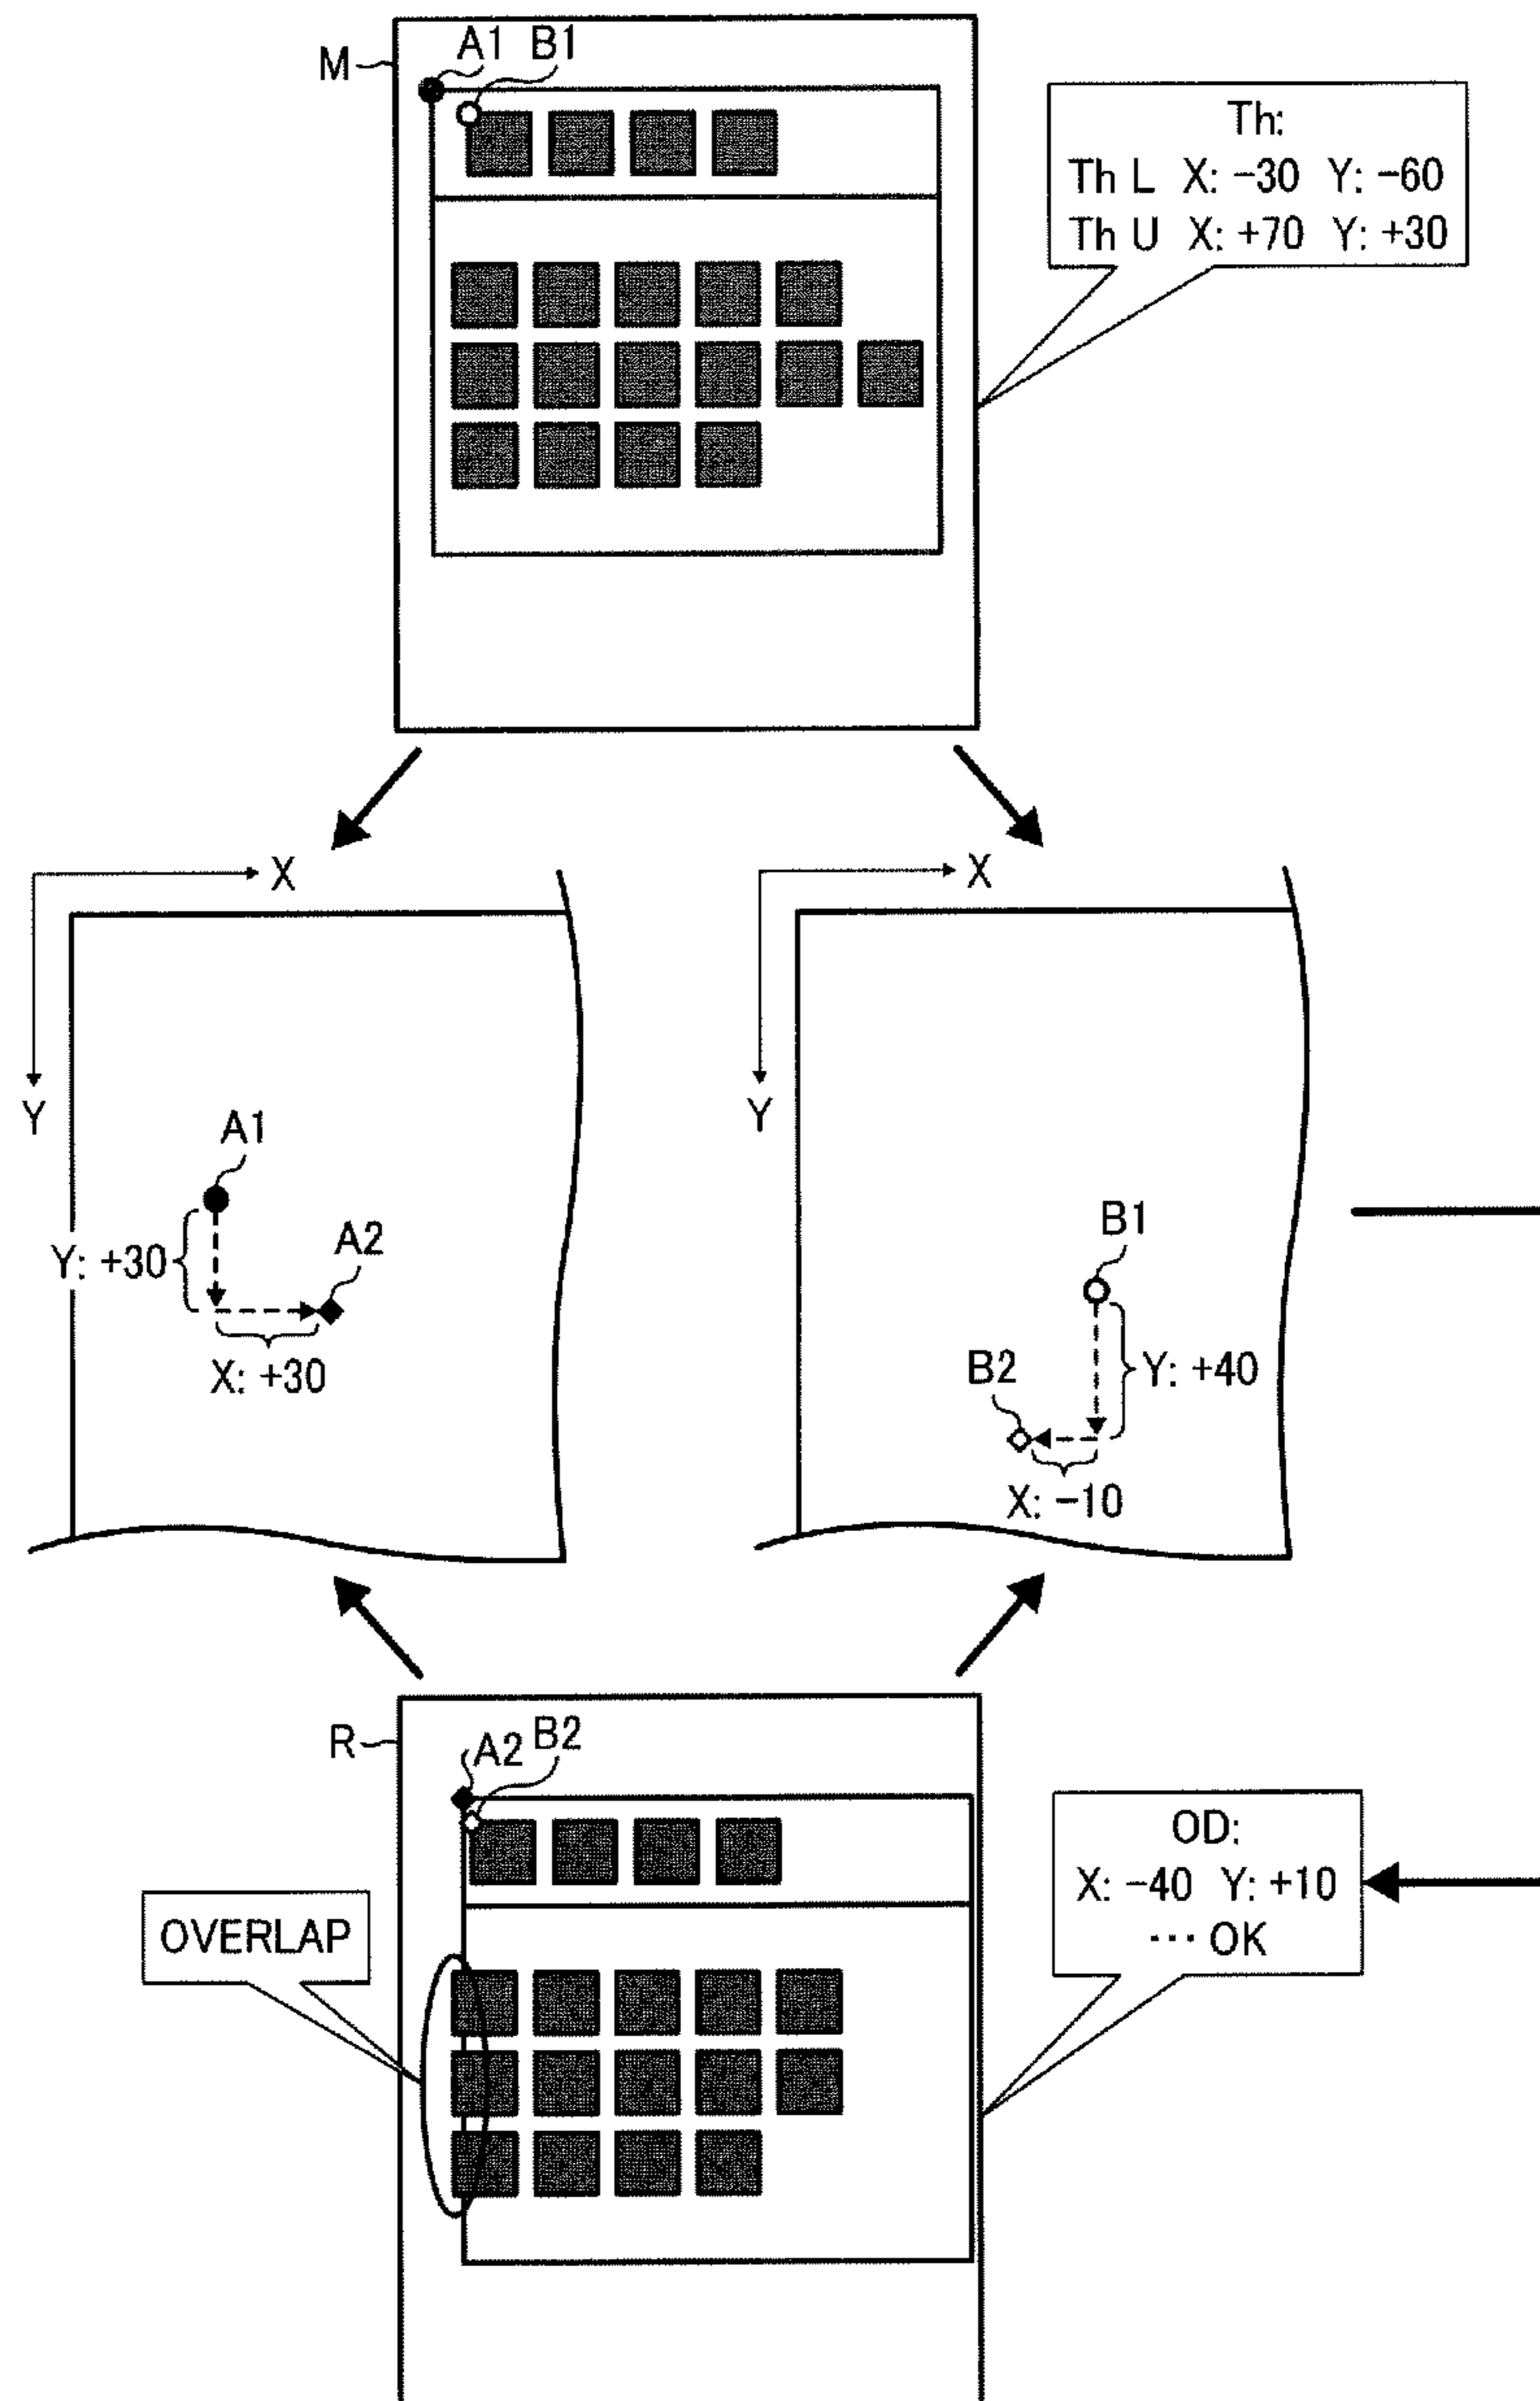 M
A1 B1
Th:
Th L X: -30 Y: -60
Th U X: +70 Y: +30
X
Y
A1
Y: +30
A2
X: +30
X
Y
B1
B2
Y: +40
X: -10
R
A2 B2
OVERLAP
OD:
X: -40 Y: +10
··· OK